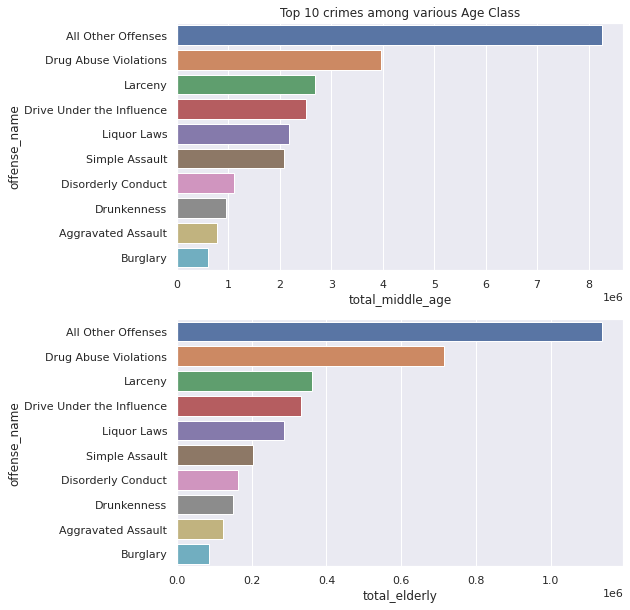 Top 10 crimes among various Age Class
offense_name
All Other Offenses
Drug Abuse Violations
Larceny
Drive Under the Influence
Liquor Laws
Simple Assault
Disorderly Conduct
Drunkenness
Aggravated Assault
Burglary
0 1 2 3 4 5 6 7 8
1e6
total_middle_age
offense_name
All Other Offenses
Drug Abuse Violations
Larceny
Drive Under the Influence
Liquor Laws
Simple Assault
Disorderly Conduct
Drunkenness
Aggravated Assault
Burglary
0.0 0.2 0.4 0.6 0.8 1.0
1e6
total_elderly